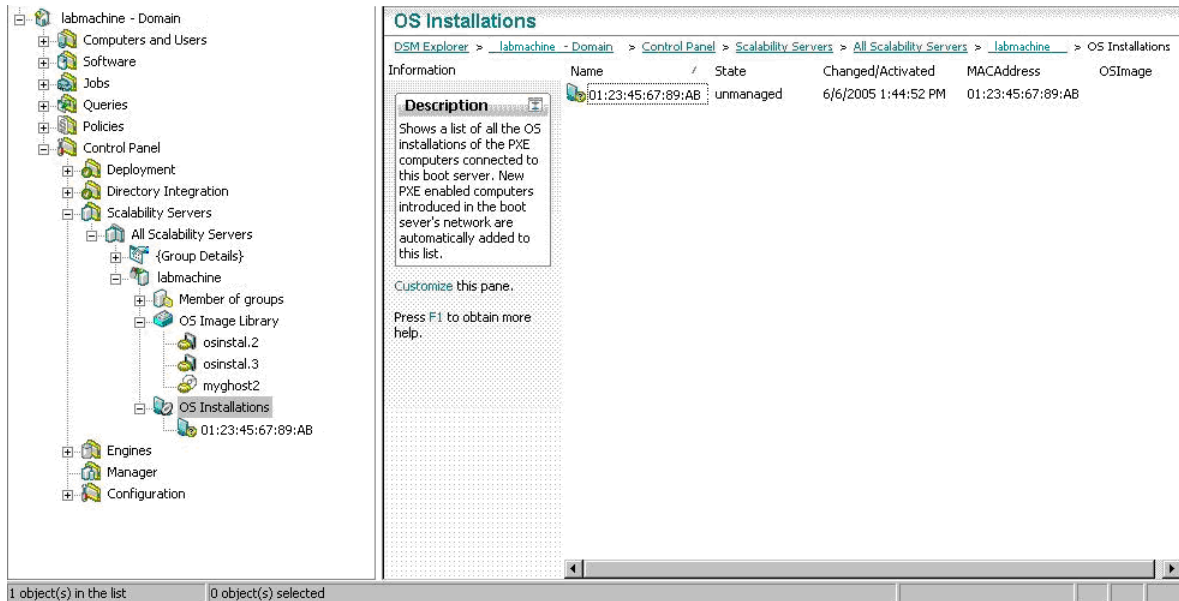 labmachine - Domain
Computers and Users
Software
Jobs
Queries
Policies
Control Panel
Deployment
Directory Integration
Scalability Servers
All Scalability Servers
{Group Details}
labmachine
Member of groups
OS Image Library
osinstal.2
osinstal.3
myghost2
OS Installations
01:23:45:67:89:AB
Engines
Manager
Configuration
OS Installations
DSM Explorer > labmachine - Domain > Control Panel > Scalability Servers > All Scalability Servers > labmachine > OS Installations
Information
Description
Shows a list of all the OS
installations of the PXE
computers connected to
this boot server. New
PXE enabled computers
introduced in the boot
sever's network are
automatically added to
this list.
Customize this pane.
Press F1 to obtain more
help.
Name / State Changed/Activated MACAddress OSImage
01:23:45:67:89:AB unmanaged 6/6/2005 1:44:52 PM 01:23:45:67:89:AB
1 object(s) in the list 0 object(s) selected